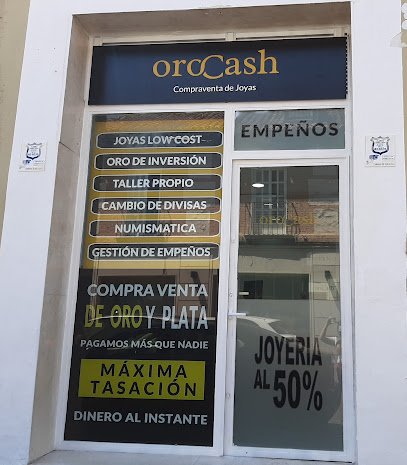 oroCash
Compraventa de Joyas
EMPEÑOS
JOYAS LOW COST
ORO DE INVERSIÓN
TALLER PROPIO
CAMBIO DE DIVISAS
NUMISMATICA
GESTIÓN DE EMPEÑOS
COMPRA VENTA
DE ORO Y PLATA
PAGAMOS MÁS QUE NADIE
MÁXIMA
TASACIÓN
DINERO AL INSTANTE
JOYERIA
AL 50%